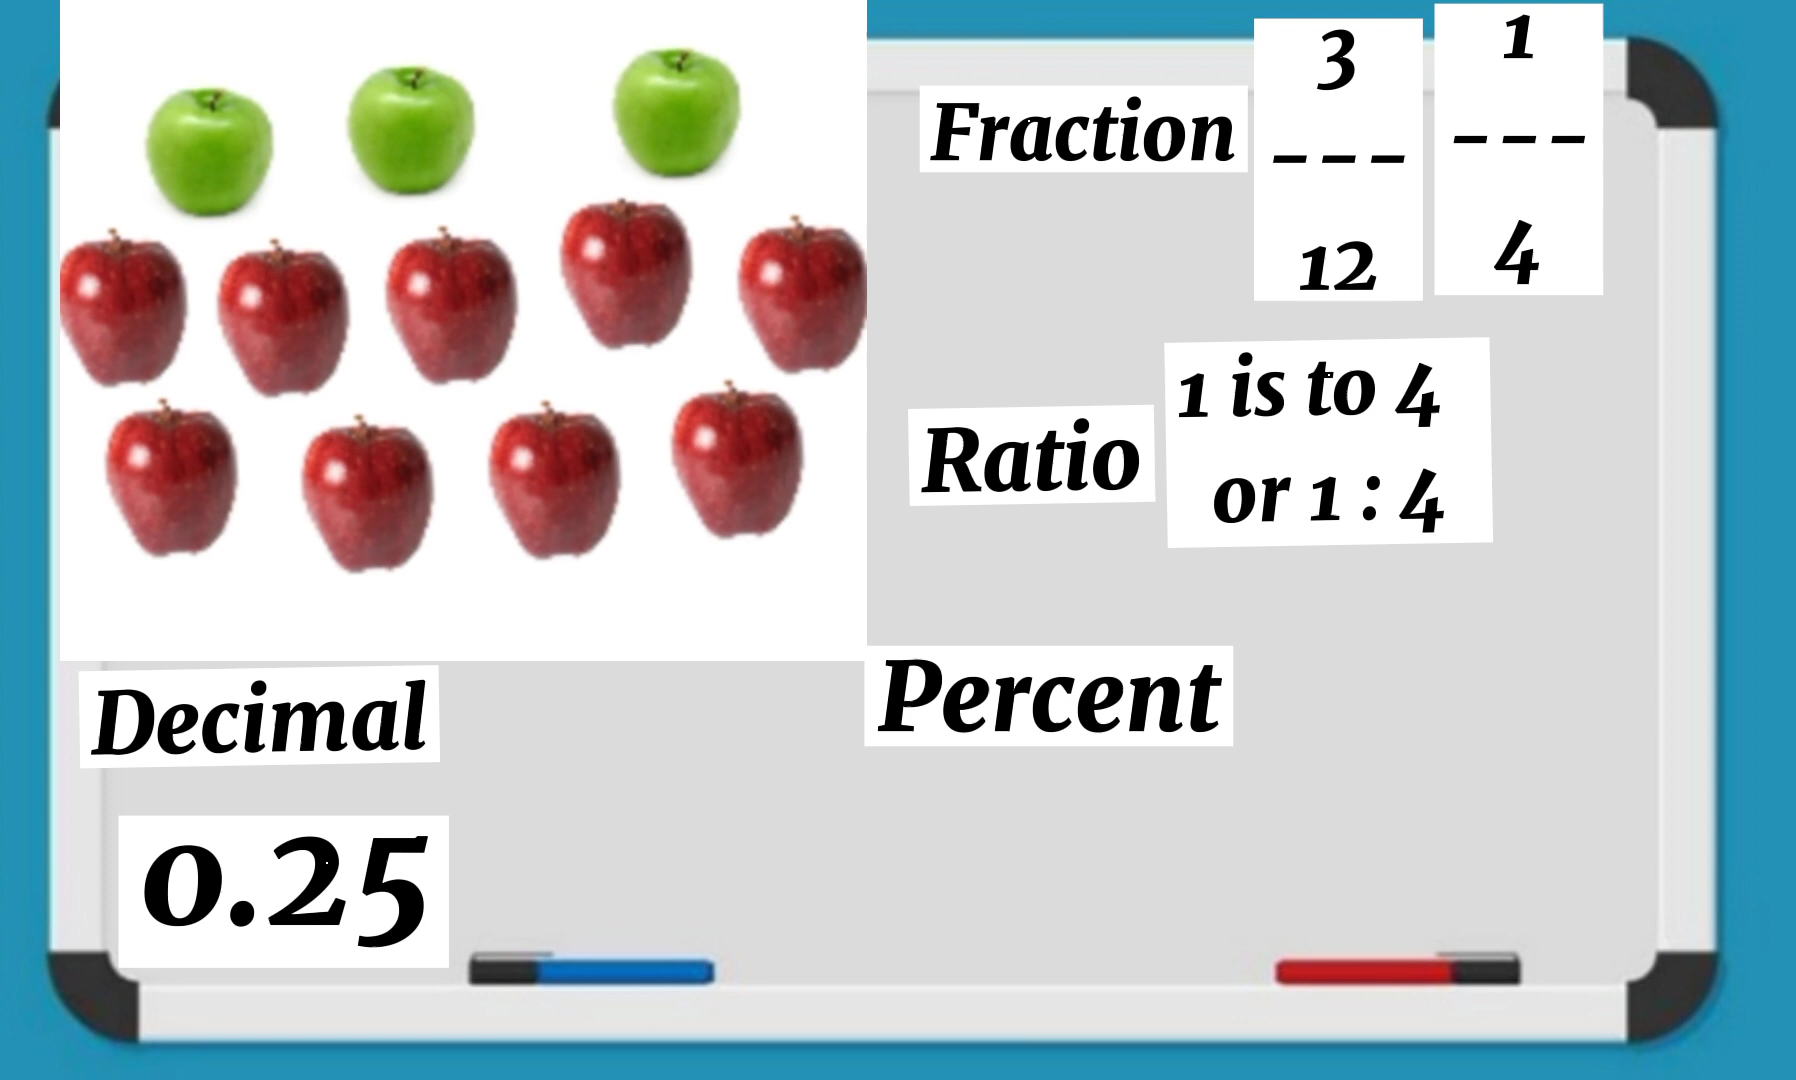 Fraction
3
---
12
1
---
4
Ratio
1 is to 4
or 1 : 4
Decimal
0.25
Percent